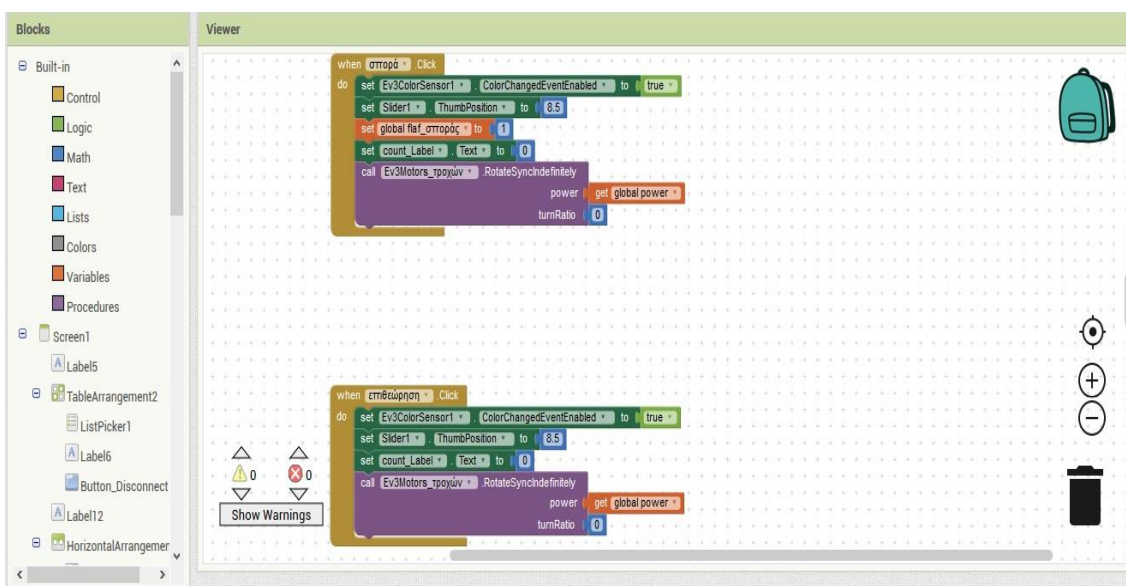 Blocks
Viewer
Built-in
Control
Logic
Math
Text
Lists
Colors
Variables
Procedures
Screen1
Label5
TableArrangement2
ListPicker1
Label6
Button_Disconnect
Label12
HorizontalArrangemer
when σπορά .Click
do set Ev3ColorSensor1 . ColorChangedEventEnabled to true
set Slider1 . ThumbPosition to 8.5
set global flaf_σποράς to 1
set count_Label . Text to 0
call Ev3Motors_τροχών .RotateSyncIndefinitely
power get global power
turnRatio 0
when επιθεώρηση .Click
do set Ev3ColorSensor1 . ColorChangedEventEnabled to true
set Slider1 . ThumbPosition to 8.5
set count_Label . Text to 0
call Ev3Motors_τροχών .RotateSyncIndefinitely
power get global power
turnRatio 0
0 0
Show Warnings